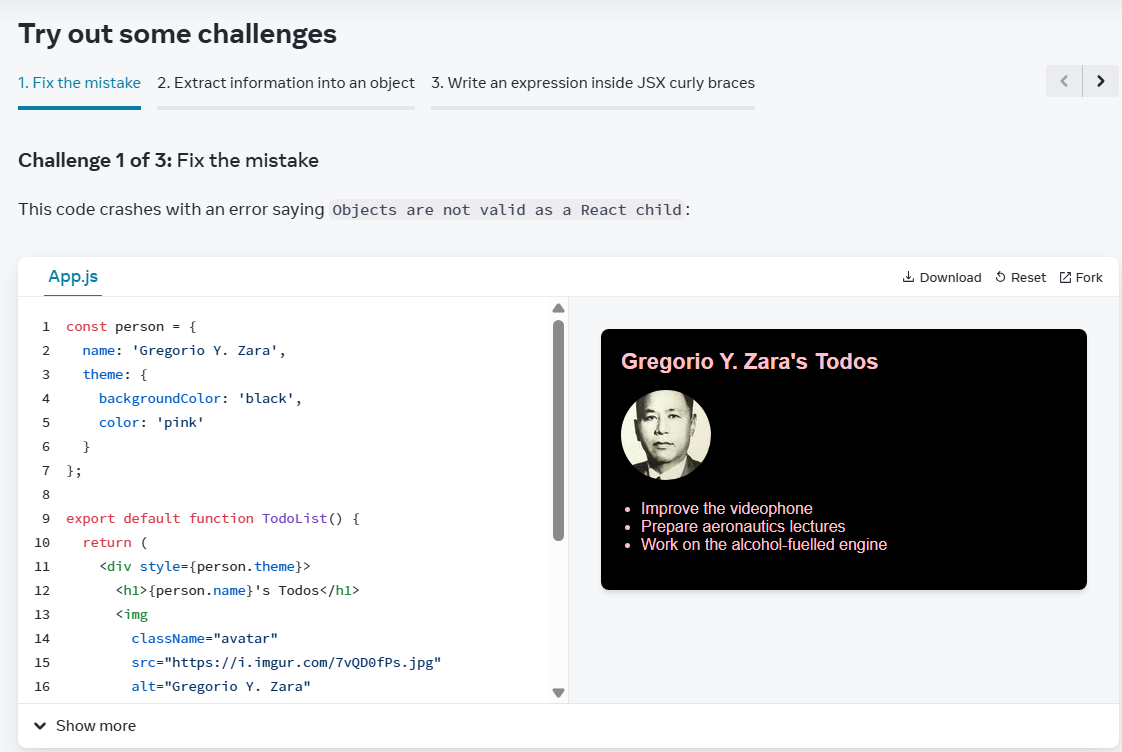 Try out some challenges
1. Fix the mistake 2. Extract information into an object 3. Write an expression inside JSX curly braces
Challenge 1 of 3: Fix the mistake
This code crashes with an error saying Objects are not valid as a React child:
App.js
Download Reset Fork
1 const person = {
2   name: 'Gregorio Y. Zara',
3   theme: {
4     backgroundColor: 'black',
5     color: 'pink'
6   }
7 };
8
9 export default function TodoList() {
10   return (
11     <div style={person.theme}>
12       <h1>{person.name}'s Todos</h1>
13       <img
14         className="avatar"
15         src="https://i.imgur.com/7vQD0fPs.jpg"
16         alt="Gregorio Y. Zara"
Gregorio Y. Zara's Todos
• Improve the videophone
• Prepare aeronautics lectures
• Work on the alcohol-fuelled engine
Show more